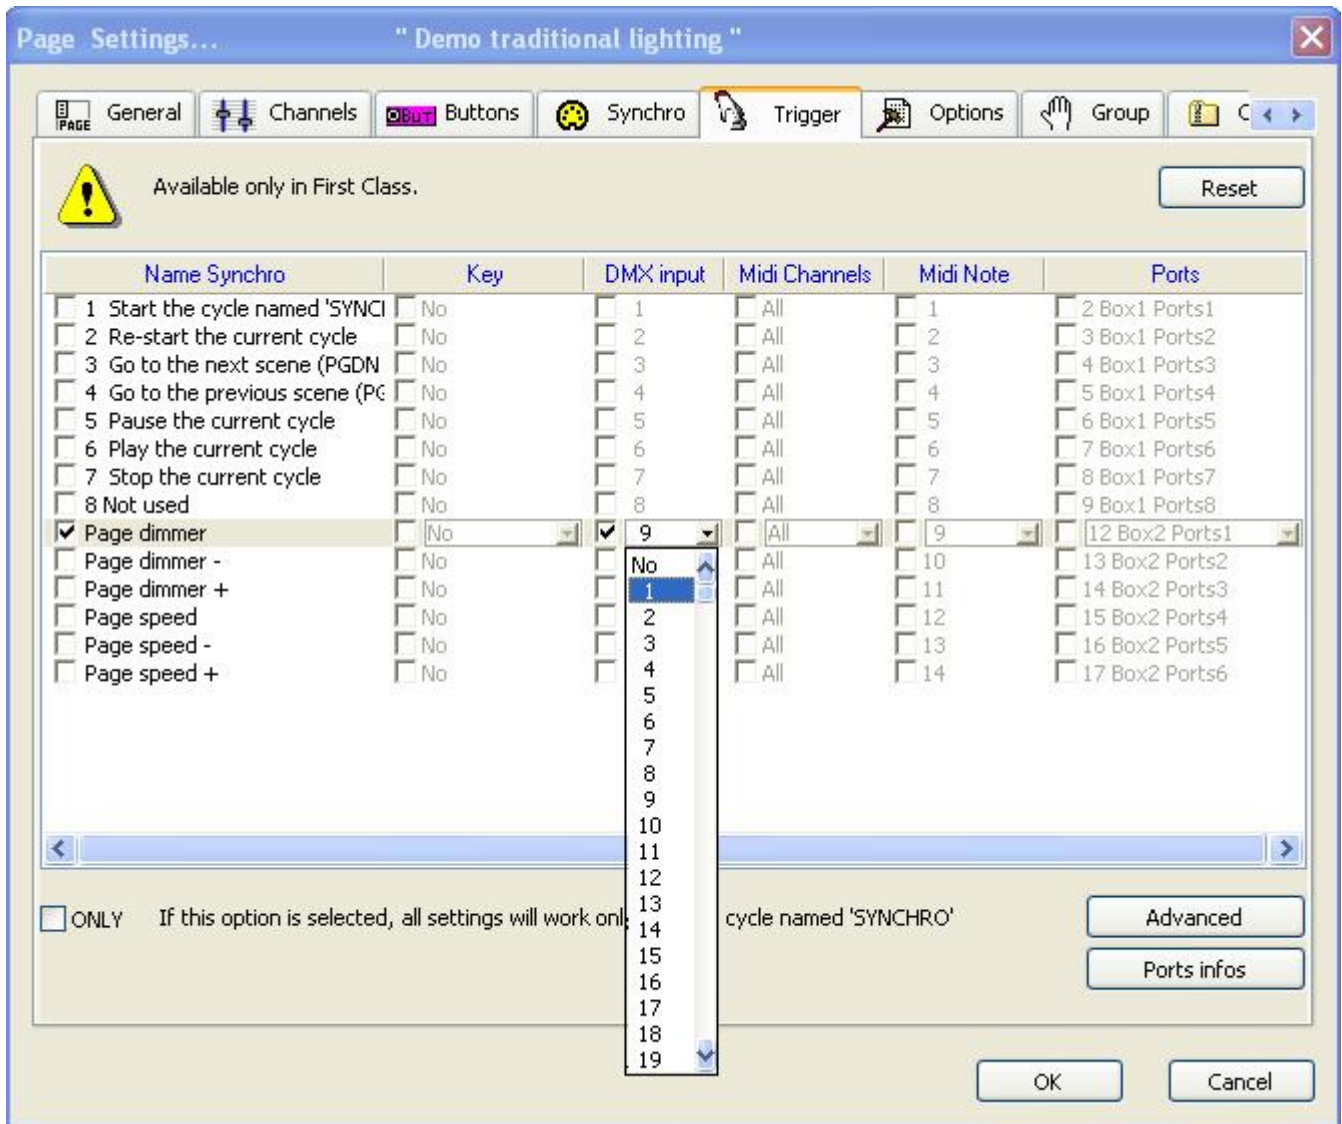 Page Settings... " Demo traditional lighting "
PAGE General Channels BUT Buttons Synchro Trigger Options Group C
Available only in First Class. Reset
Name Synchro Key DMX input Midi Channels Midi Note Ports
1 Start the cycle named 'SYNC No 1 All 1 2 Box1 Ports1
2 Re-start the current cycle No 2 All 2 3 Box1 Ports2
3 Go to the next scene (PGDN No 3 All 3 4 Box1 Ports3
4 Go to the previous scene (PG No 4 All 4 5 Box1 Ports4
5 Pause the current cycle No 5 All 5 6 Box1 Ports5
6 Play the current cycle No 6 All 6 7 Box1 Ports6
7 Stop the current cycle No 7 All 7 8 Box1 Ports7
8 Not used No 8 All 8 9 Box1 Ports8
Page dimmer No 9 All 9 12 Box2 Ports1
Page dimmer - No No All 10 13 Box2 Ports2
Page dimmer + No 1 All 11 14 Box2 Ports3
Page speed No 2 All 12 15 Box2 Ports4
Page speed - No 3 All 13 16 Box2 Ports5
Page speed + No 4 All 14 17 Box2 Ports6
5
6
7
8
9
10
11
12
13
ONLY If this option is selected, all settings will work onl cycle named 'SYNCHRO' Advanced
14
15
16 Ports infos
17
18
19
OK Cancel